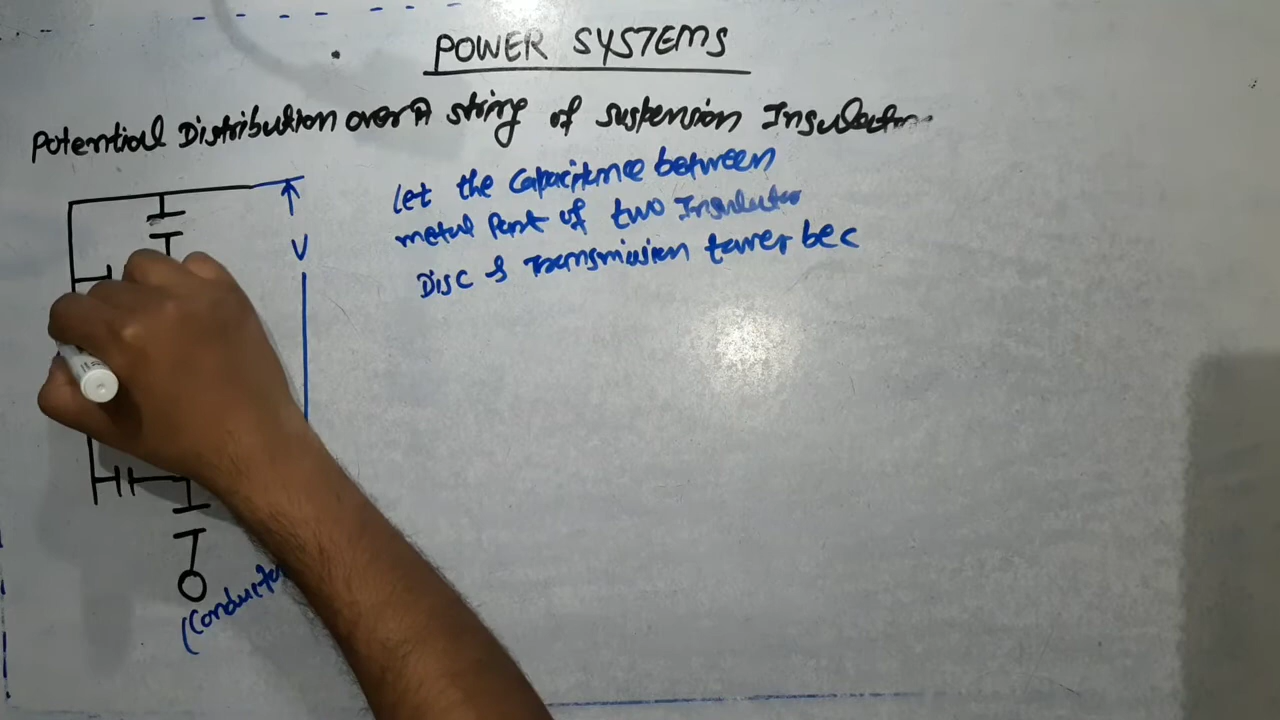 POWER SYSTEMS
Potential Distribution over A string of suspension Insulator
Let the Capacitance between
metal Part of two Insulator
Disc & Transmission tower be C
V
(Conductor